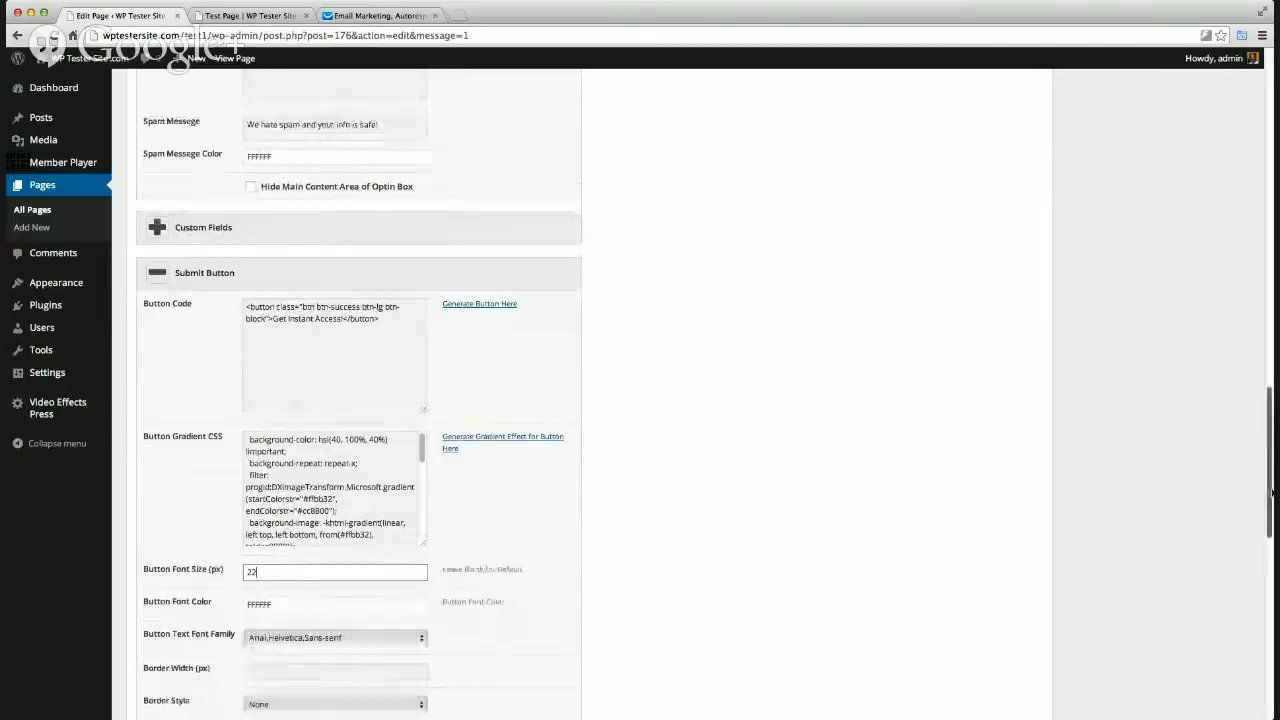 Edit Page ‹ WP Tester Site
Test Page | WP Tester Site
Email Marketing, Autoresp
wptestersite.com/test1/wp-admin/post.php?post=176&action=edit&message=1
Google+
WP Tester Site.com
New
View Page
Howdy, admin
Dashboard
Posts
Media
Member Player
Pages
All Pages
Add New
Comments
Appearance
Plugins
Users
Tools
Settings
Video Effects
Press
Collapse menu
Spam Messege
We hate spam and your info is safe!
Spam Messege Color
FFFFFF
Hide Main Content Area of Optin Box
Custom Fields
Submit Button
Button Code
<button class="btn btn-success btn-lg btn-
block">Get Instant Access!</button>
Generate Button Here
Button Gradient CSS
background-color: hsl(40, 100%, 40%)
!important;
background-repeat: repeat-x;
filter:
progid:DXImageTransform.Microsoft.gradient
(startColorstr="#ffbb32",
endColorstr="#cc8800");
background-image: -khtml-gradient(linear,
left top, left bottom, from(#ffbb32),
Generate Gradient Effect for Button
Here
Button Font Size (px)
22
Leave Blank for Default
Button Font Color
FFFFFF
Button Font Color
Button Text Font Family
Arial,Helvetica,Sans-serif
Border Width (px)
Border Style
None